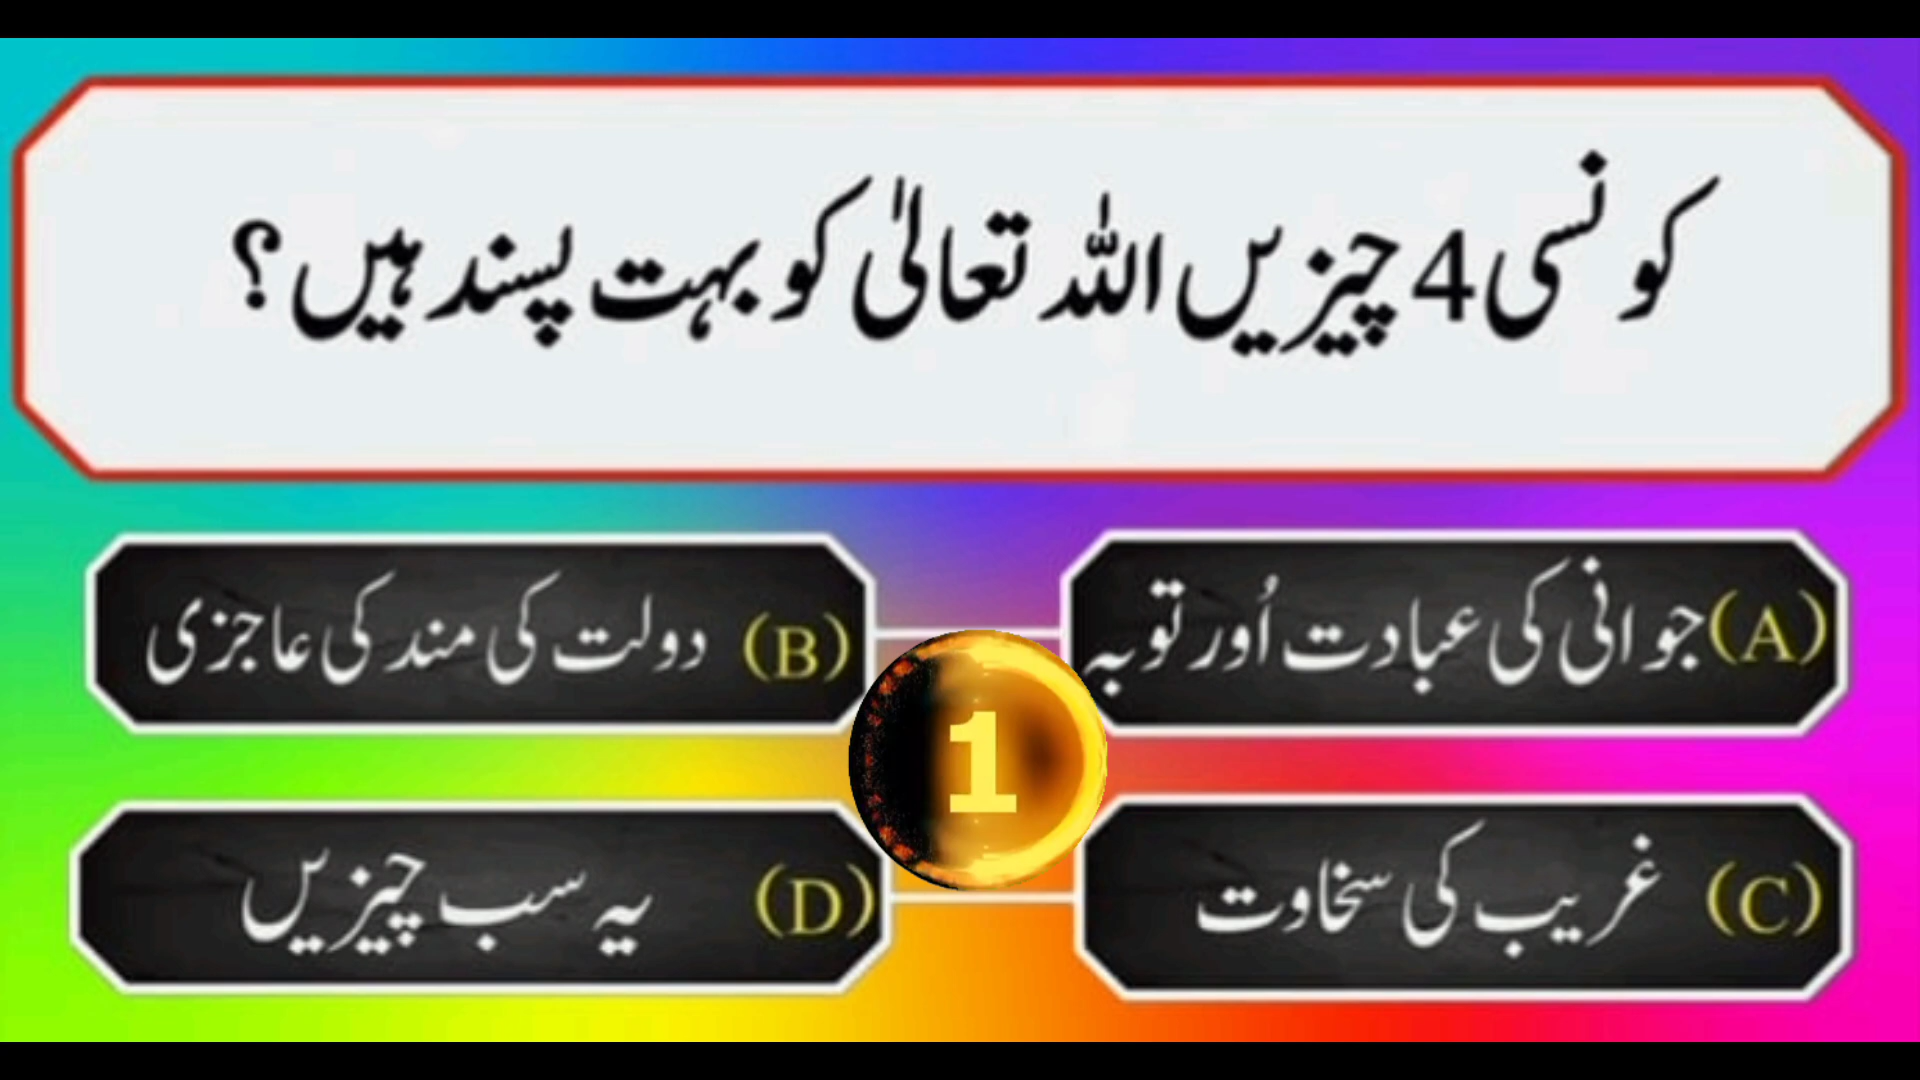 کونسی 4 چیزیں اللہ تعالیٰ کو بہت پسند ہیں؟
(A) جوانی کی عبادت اُور توبہ
(B) دولت کی مند کی عاجزی
1
(C) غریب کی سخاوت
(D) یہ سب چیزیں